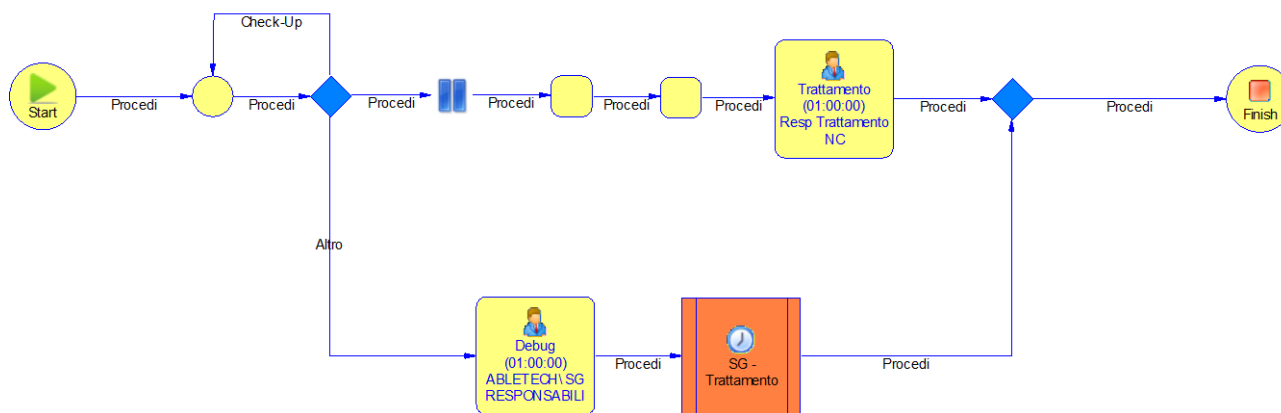 Check-Up
Start
Procedi
Procedi
Procedi
Procedi
Procedi
Procedi
Trattamento
(01:00:00)
Resp Trattamento
NC
Procedi
Procedi
Finish
Altro
Debug
(01:00:00)
ABLETECH\SG
RESPONSABILI
Procedi
SG -
Trattamento
Procedi